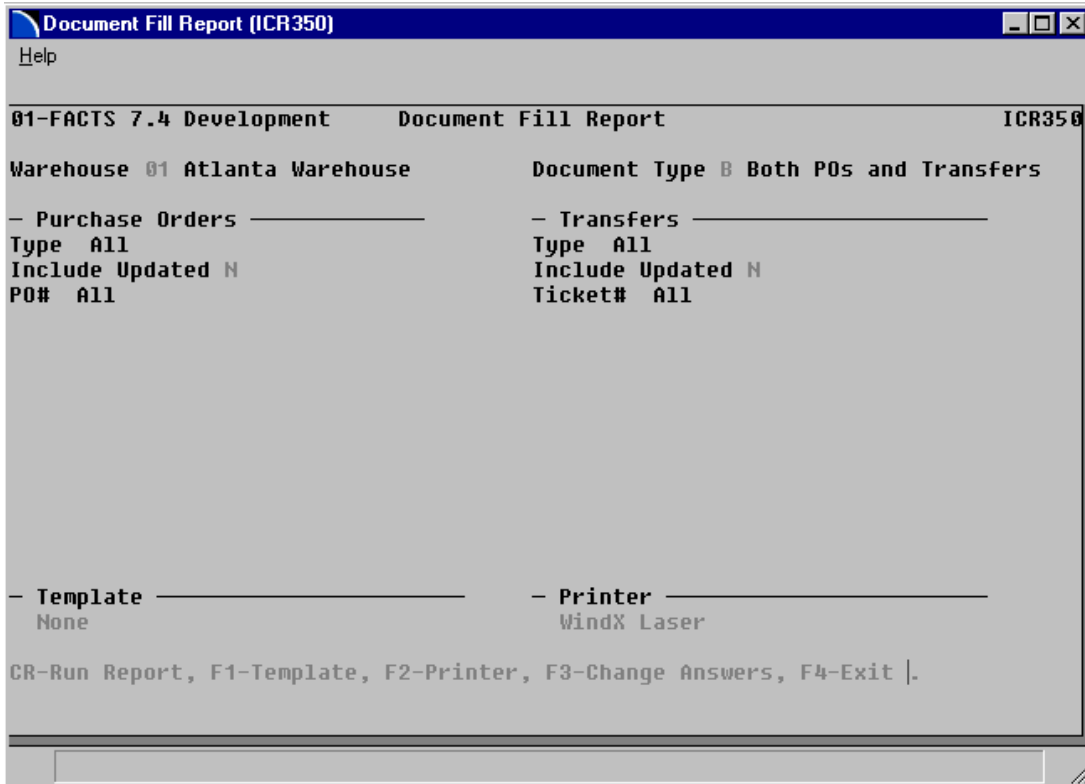 Document Fill Report (ICR350)
Help
01-FACTS 7.4 Development Document Fill Report ICR350
Warehouse 01 Atlanta Warehouse Document Type B Both POs and Transfers
- Purchase Orders - Transfers
Type All Type All
Include Updated N Include Updated N
PO# All Ticket# All
- Template - Printer
None WindX Laser
CR-Run Report, F1-Template, F2-Printer, F3-Change Answers, F4-Exit .